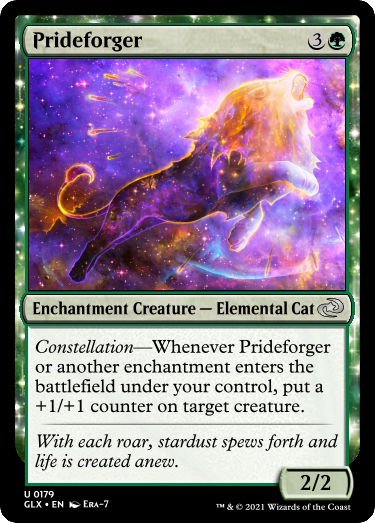 Prideforger 3
Enchantment Creature — Elemental Cat
Constellation—Whenever Prideforger
or another enchantment enters the
battlefield under your control, put a
+1/+1 counter on target creature.
With each roar, stardust spews forth and
life is created anew.
2/2
U 0179
GLX • EN Era-7
™ & © 2021 Wizards of the Coast